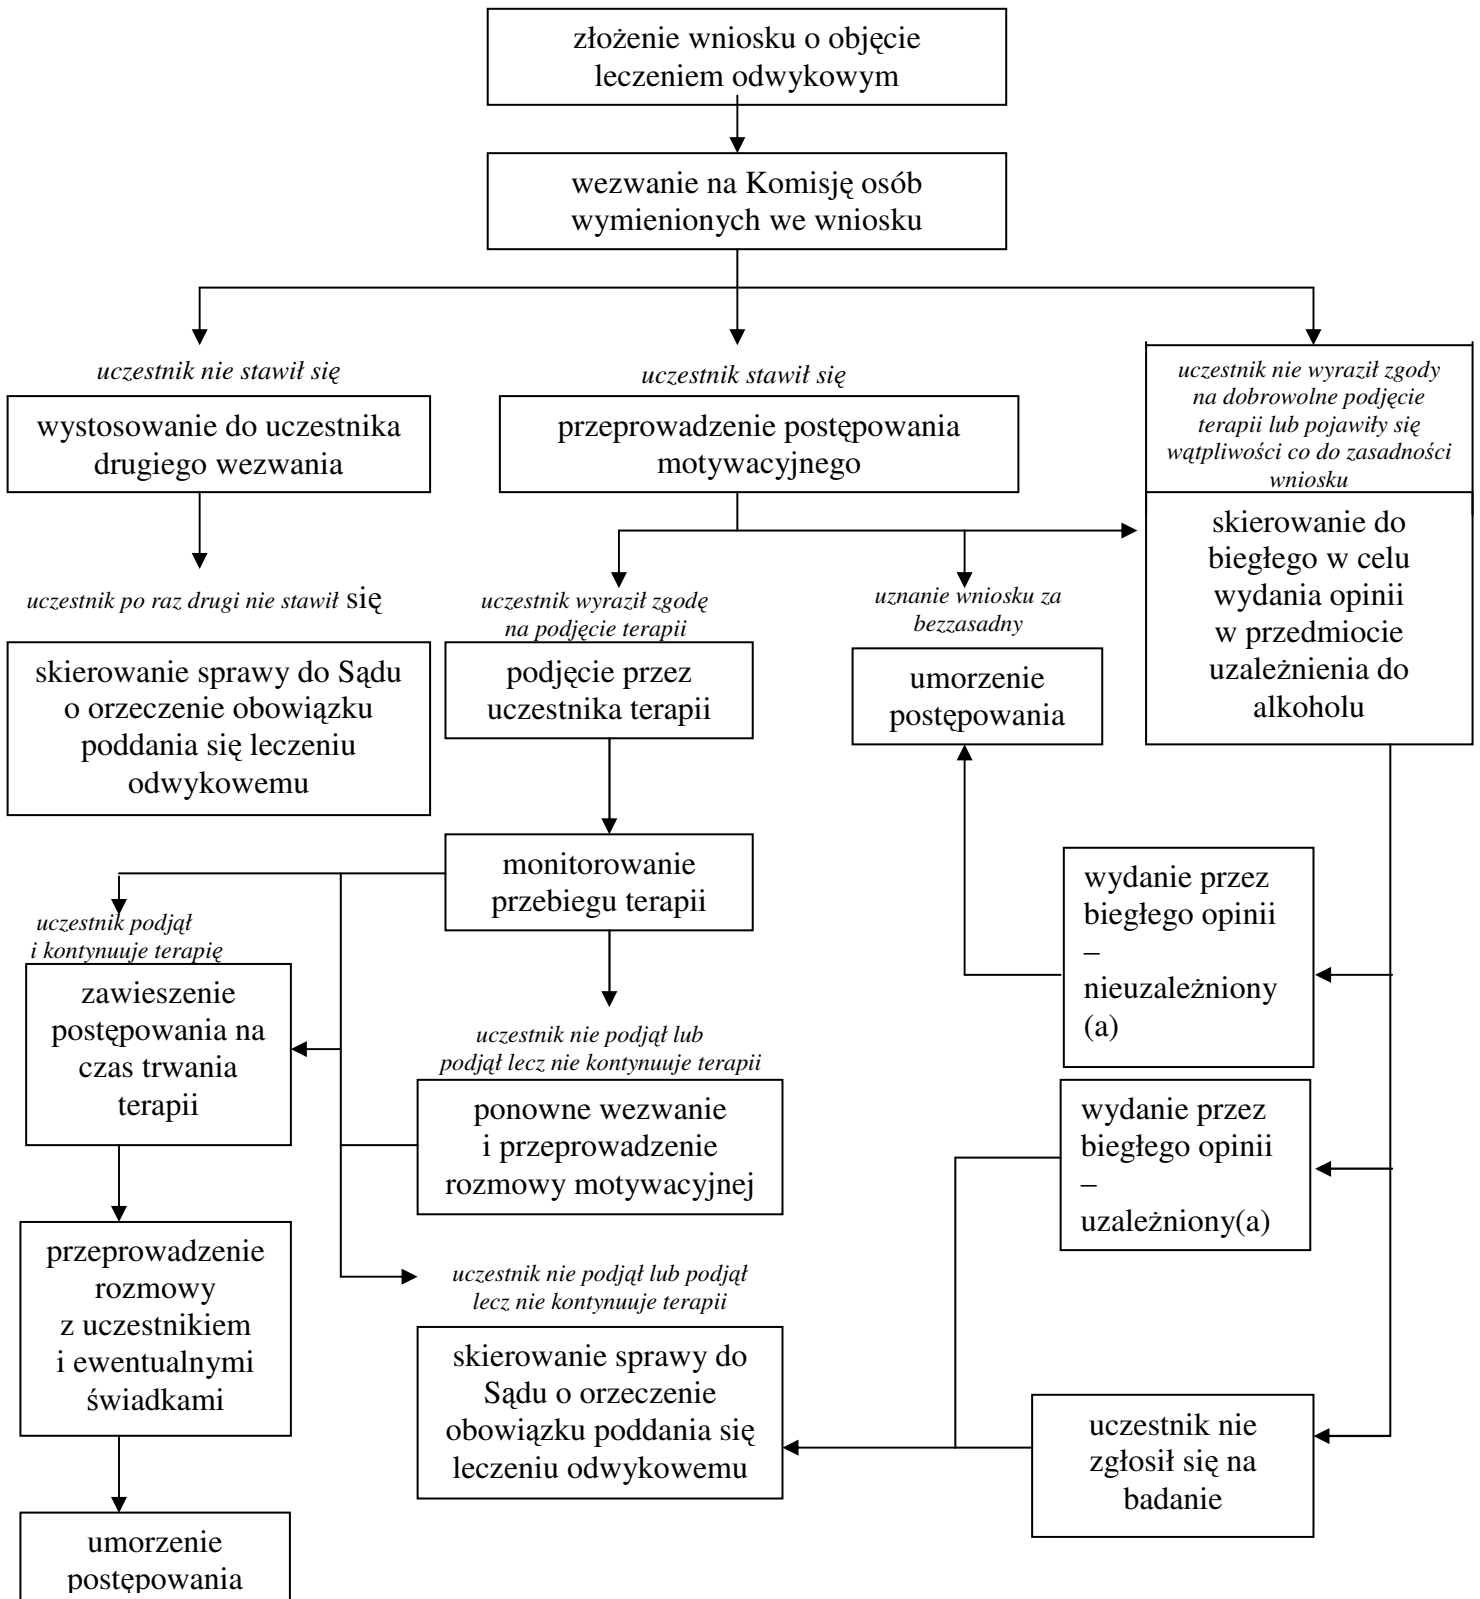 złożenie wniosku o objęcie
leczeniem odwykowym
wezwanie na Komisję osób
wymienionych we wniosku
uczestnik nie stawił się
wystosowanie do uczestnika
drugiego wezwania
uczestnik stawił się
przeprowadzenie postępowania
motywacyjnego
uczestnik nie wyraził zgody
na dobrowolne podjęcie
terapii lub pojawiły się
wątpliwości co do zasadności
wniosku
skierowanie do
biegłego w celu
wydania opinii
w przedmiocie
uzależnienia do
alkoholu
uczestnik po raz drugi nie stawił się
skierowanie sprawy do Sądu
o orzeczenie obowiązku
poddania się leczeniu
odwykowemu
uczestnik wyraził zgodę
na podjęcie terapii
podjęcie przez
uczestnika terapii
uznanie wniosku za
bezzasadny
umorzenie
postępowania
monitorowanie
przebiegu terapii
wydanie przez
biegłego opinii
–
nieuzależniony
(a)
uczestnik podjął
i kontynuuje terapię
zawieszenie
postępowania na
czas trwania
terapii
uczestnik nie podjął lub
podjął lecz nie kontynuuje terapii
ponowne wezwanie
i przeprowadzenie
rozmowy motywacyjnej
wydanie przez
biegłego opinii
–
uzależniony(a)
przeprowadzenie
rozmowy
z uczestnikiem
i ewentualnymi
świadkami
uczestnik nie podjął lub podjął
lecz nie kontynuuje terapii
skierowanie sprawy do
Sądu o orzeczenie
obowiązku poddania się
leczeniu odwykowemu
uczestnik nie
zgłosił się na
badanie
umorzenie
postępowania